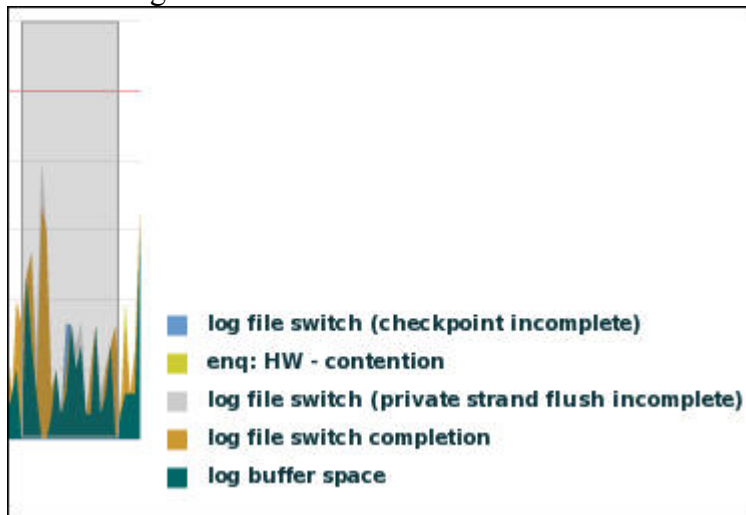 log file switch (checkpoint incomplete)
enq: HW - contention
log file switch (private strand flush incomplete)
log file switch completion
log buffer space